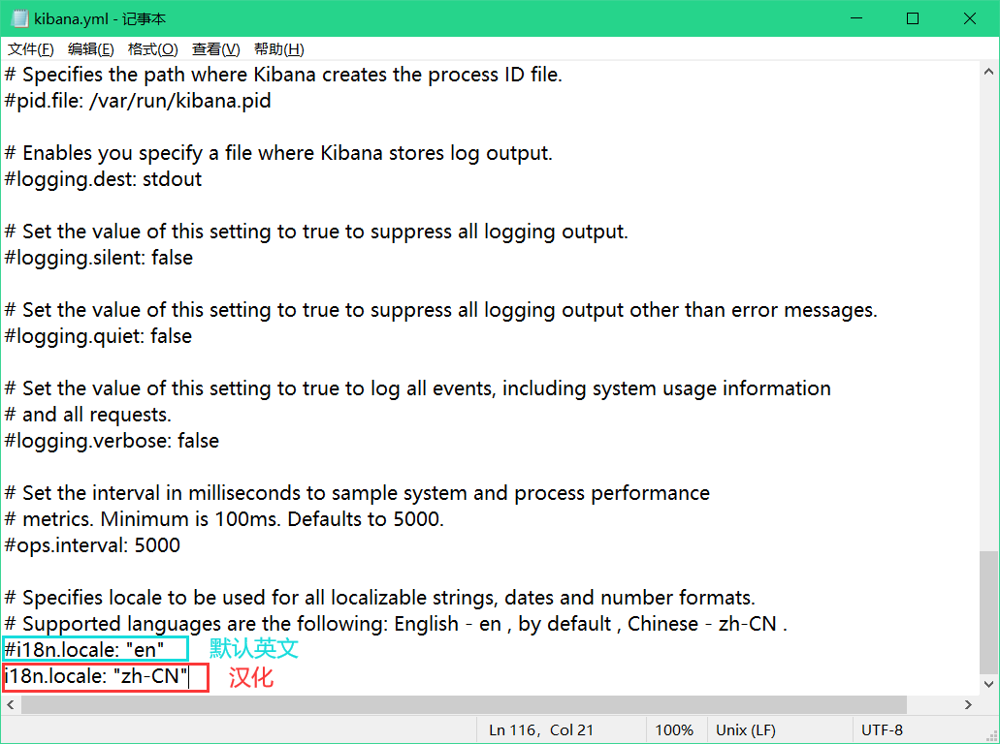 kibana.yml - 记事本
文件(F) 编辑(E) 格式(O) 查看(V) 帮助(H)
# Specifies the path where Kibana creates the process ID file.
#pid.file: /var/run/kibana.pid
# Enables you specify a file where Kibana stores log output.
#logging.dest: stdout
# Set the value of this setting to true to suppress all logging output.
#logging.silent: false
# Set the value of this setting to true to suppress all logging output other than error messages.
#logging.quiet: false
# Set the value of this setting to true to log all events, including system usage information
# and all requests.
#logging.verbose: false
# Set the interval in milliseconds to sample system and process performance
# metrics. Minimum is 100ms. Defaults to 5000.
#ops.interval: 5000
# Specifies locale to be used for all localizable strings, dates and number formats.
# Supported languages are the following: English - en , by default , Chinese - zh-CN .
#i18n.locale: "en" 默认英文
i18n.locale: "zh-CN" 汉化
Ln 116, Col 21 100% Unix (LF) UTF-8